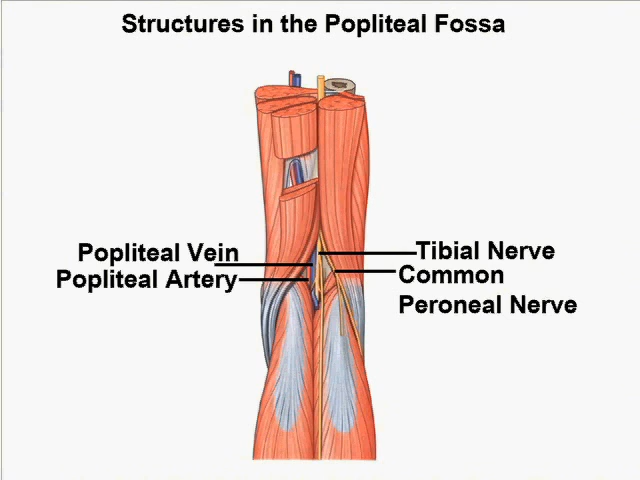 Structures in the Popliteal Fossa
Popliteal Vein
Popliteal Artery
Tibial Nerve
Common
Peroneal Nerve